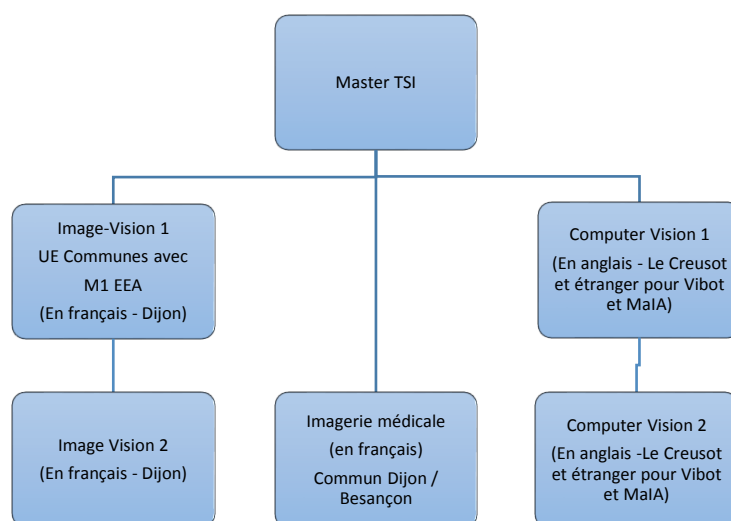 Master TSI
Image-Vision 1
UE Communes avec
M1 EEA
(En français - Dijon)
Computer Vision 1
(En anglais - Le Creusot
et étranger pour Vibot
et MaIA)
Image Vision 2
(En français - Dijon)
Imagerie médicale
(en français)
Commun Dijon /
Besançon
Computer Vision 2
(En anglais -Le Creusot
et étranger pour Vibot
et MaIA)